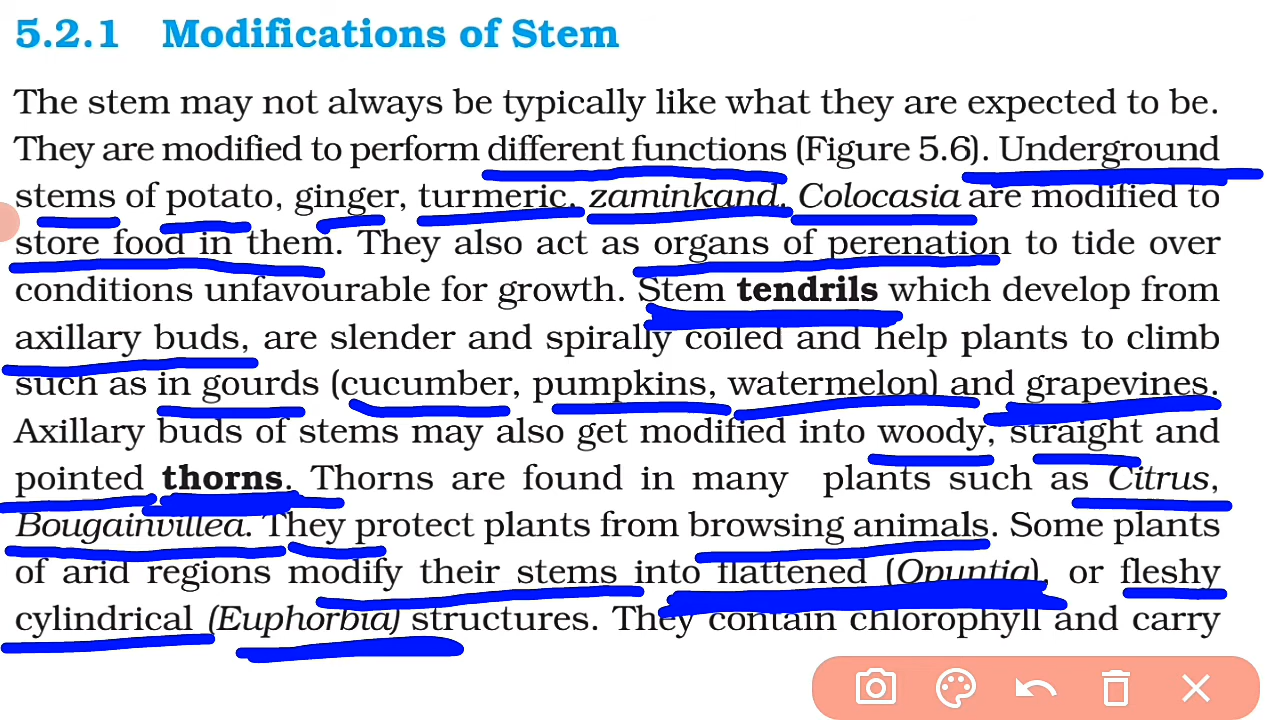 5.2.1 Modifications of Stem
The stem may not always be typically like what they are expected to be.
They are modified to perform different functions (Figure 5.6). Underground
stems of potato, ginger, turmeric, zaminkand, Colocasia are modified to
store food in them. They also act as organs of perenation to tide over
conditions unfavourable for growth. Stem tendrils which develop from
axillary buds, are slender and spirally coiled and help plants to climb
such as in gourds (cucumber, pumpkins, watermelon) and grapevines.
Axillary buds of stems may also get modified into woody, straight and
pointed thorns. Thorns are found in many plants such as Citrus,
Bougainvillea. They protect plants from browsing animals. Some plants
of arid regions modify their stems into flattened (Opuntia), or fleshy
cylindrical (Euphorbia) structures. They contain chlorophyll and carry